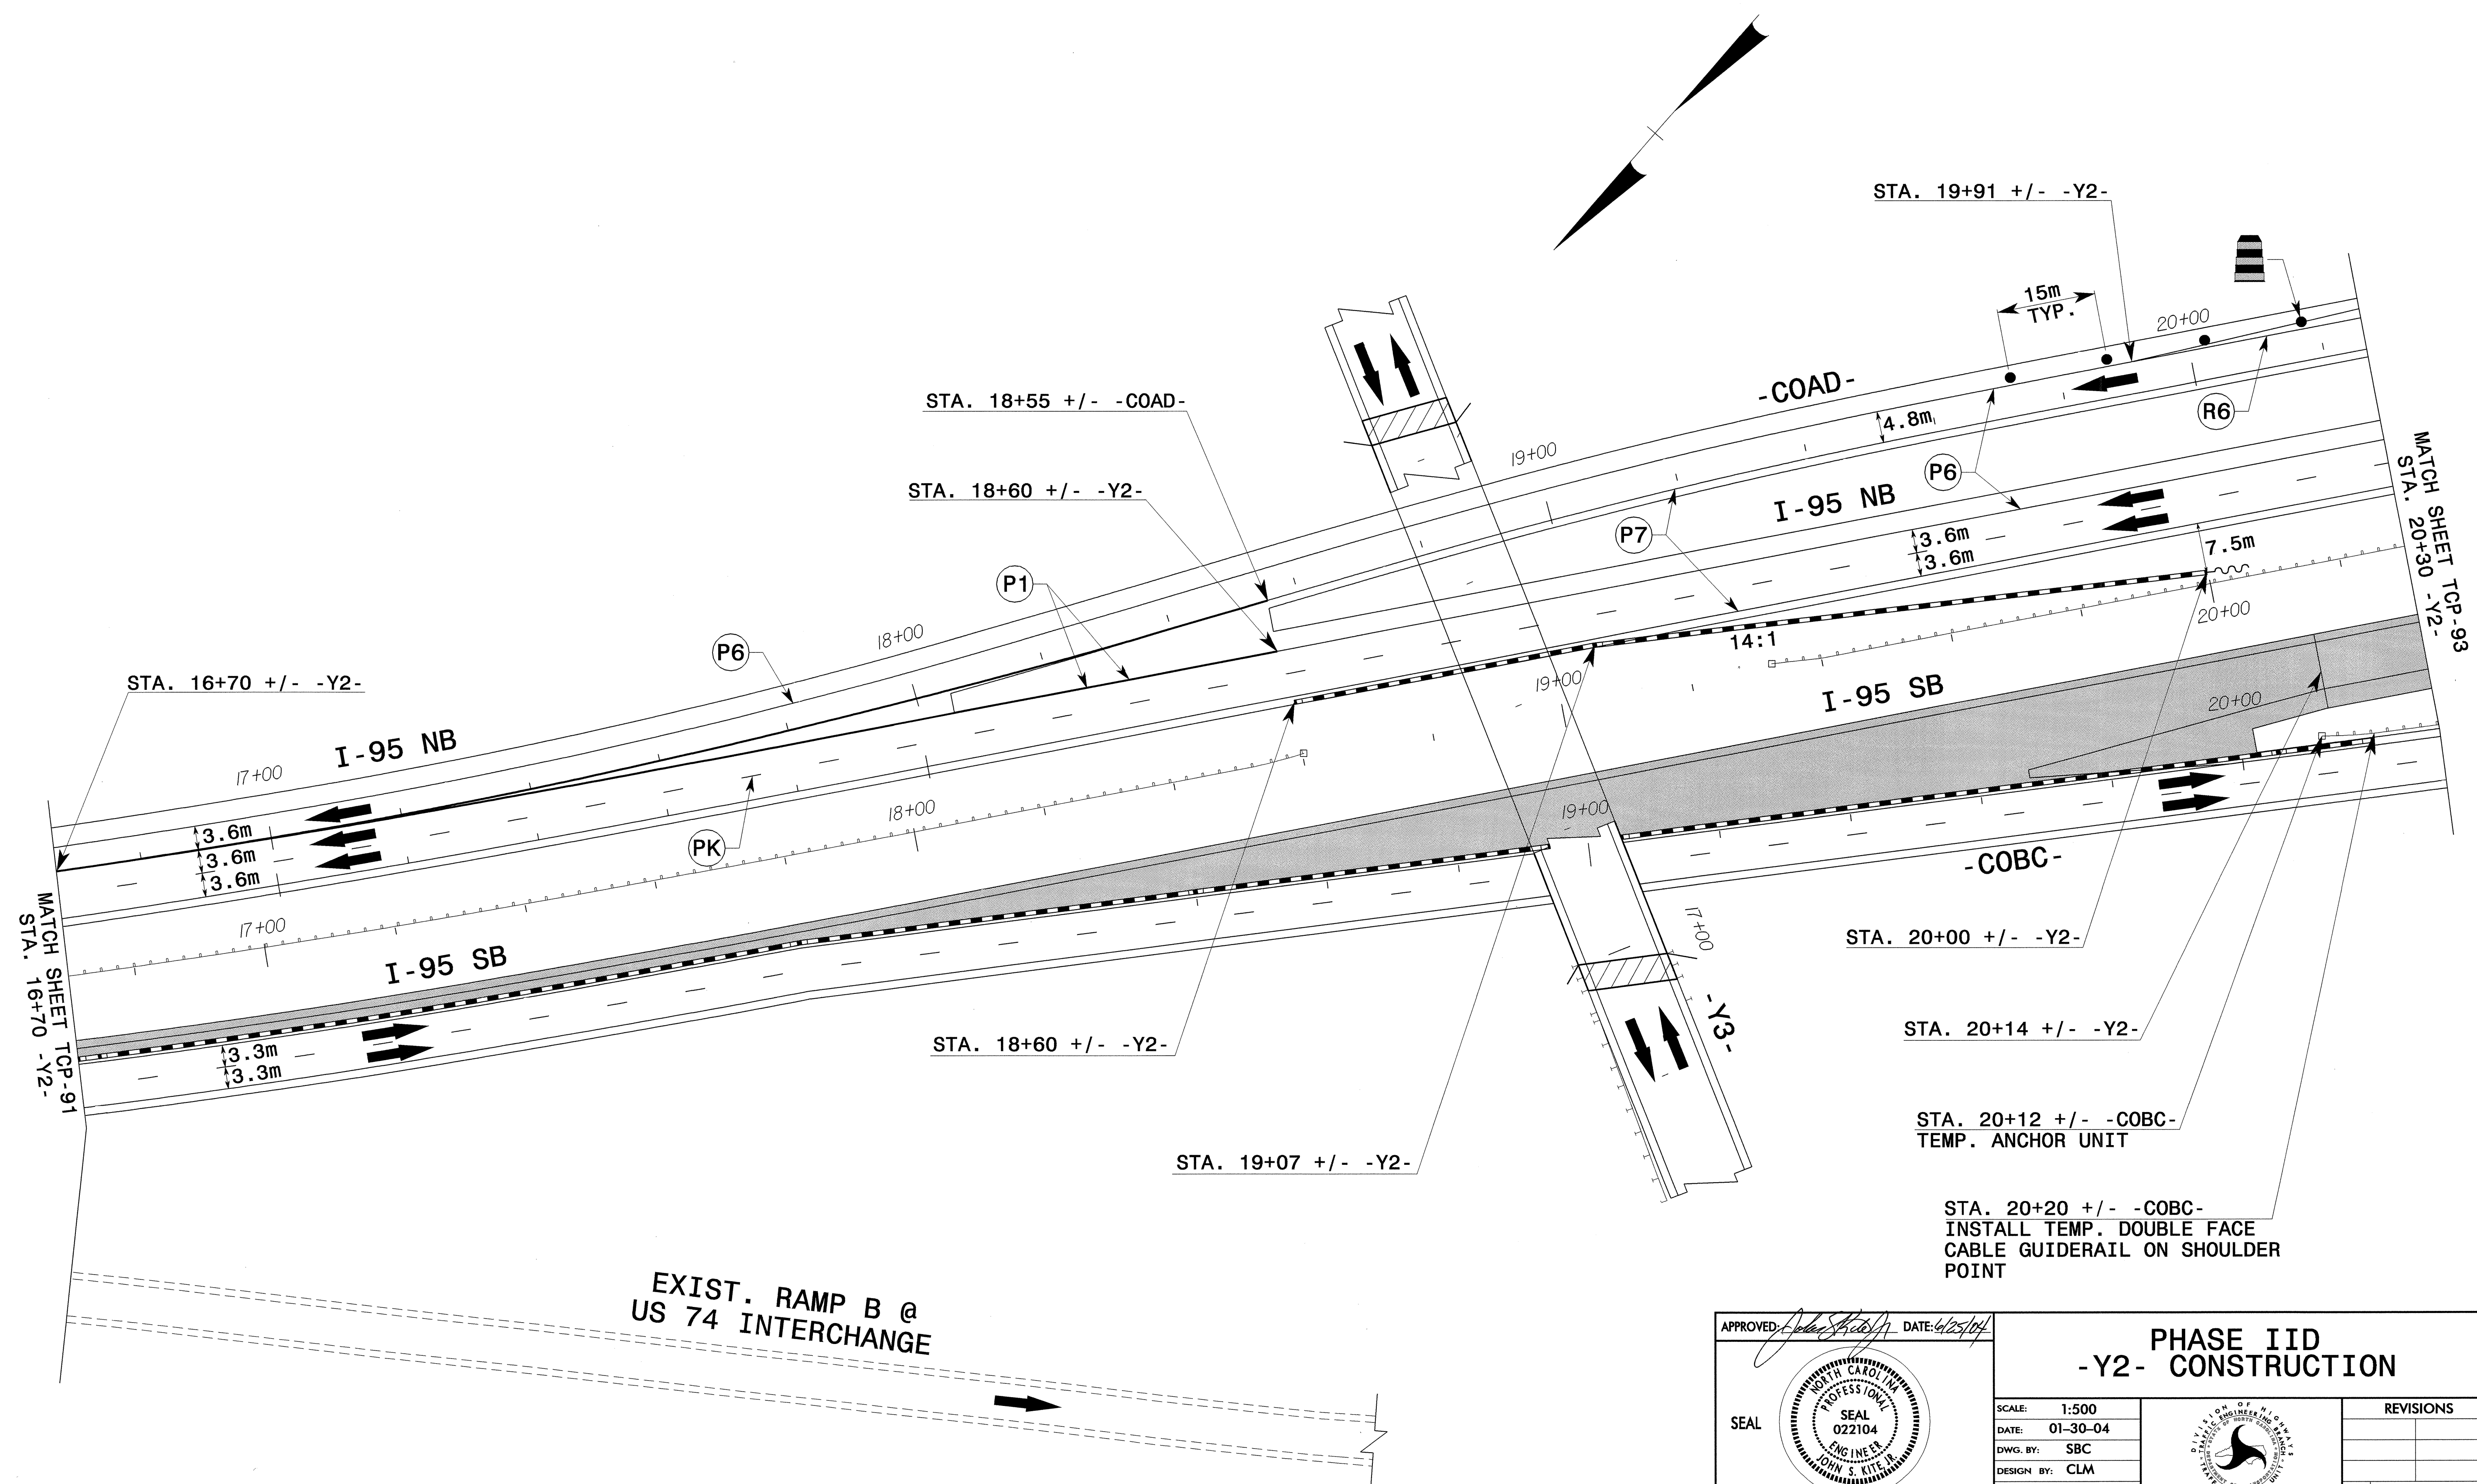 STA. 19+91 +/- -Y2-
15m
TYP.
20+00
-COAD-
4.8m
R6
STA. 18+55 +/- -COAD-
19+00
P6
MATCH SHEET TCP-93
STA. 20+30 -Y2-
STA. 18+60 +/- -Y2-
I-95 NB
P7
3.6m
3.6m
7.5m
P1
20+00
14:1
P6
18+00
19+00
I-95 SB
20+00
STA. 16+70 +/- -Y2-
I-95 NB
17+00
18+00
19+00
3.6m
3.6m
3.6m
PK
-COBC-
MATCH SHEET TCP-91
STA. 16+70 -Y2-
17+00
I-95 SB
17+00
STA. 20+00 +/- -Y2-
-Y3-
3.3m
3.3m
STA. 18+60 +/- -Y2-
STA. 20+14 +/- -Y2-
STA. 19+07 +/- -Y2-
STA. 20+12 +/- -COBC-
TEMP. ANCHOR UNIT
STA. 20+20 +/- -COBC-
INSTALL TEMP. DOUBLE FACE
CABLE GUIDERAIL ON SHOULDER
POINT
EXIST. RAMP B @
US 74 INTERCHANGE
APPROVED: DATE: 6/25/04
SEAL
NORTH CAROLINA
PROFESSIONAL
SEAL
022104
ENGINEER
JOHN S. KITE, JR.
PHASE IID
-Y2- CONSTRUCTION
SCALE: 1:500
DATE: 01-30-04
DWG. BY: SBC
DESIGN BY: CLM
DIVISION OF HIGHWAYS
TRAFFIC ENGINEERING BRANCH
REVISIONS